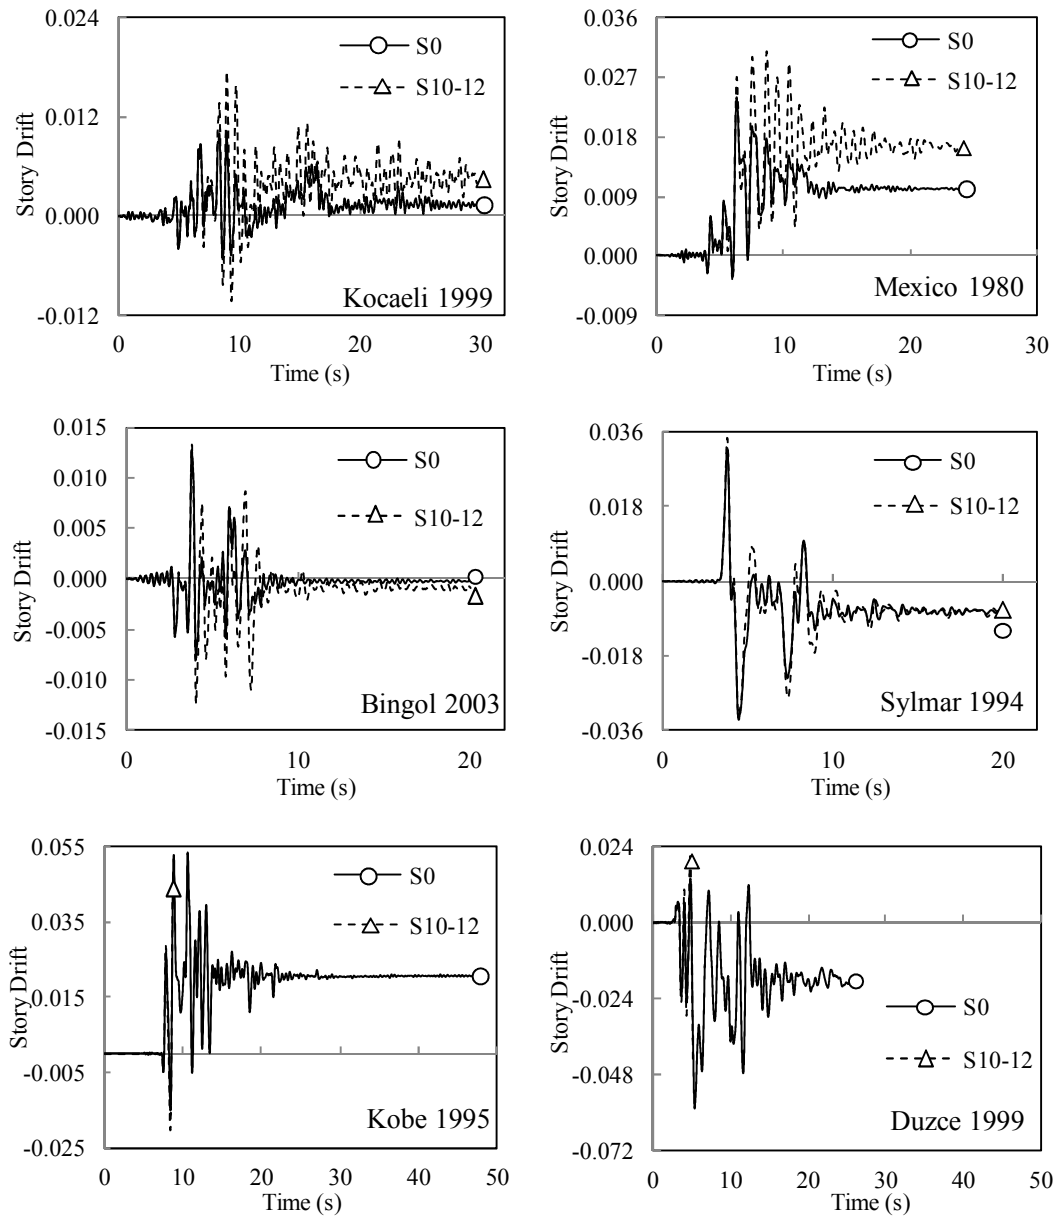 0.024
0.012
0.000
-0.012
Story Drift
S0
S10-12
Kocaeli 1999
0 10 20 30
Time (s)
0.036
0.027
0.018
0.009
0.000
-0.009
Story Drift
S0
S10-12
Mexico 1980
0 10 20 30
Time (s)
0.015
0.010
0.005
0.000
-0.005
-0.010
-0.015
Story Drift
S0
S10-12
Bingol 2003
0 10 20
Time (s)
0.036
0.018
0.000
-0.018
-0.036
Story Drift
S0
S10-12
Sylmar 1994
0 10 20
Time (s)
0.055
0.035
0.015
-0.005
-0.025
Story Drift
S0
S10-12
Kobe 1995
0 10 20 30 40 50
Time (s)
0.024
0.000
-0.024
-0.048
-0.072
Story Drift
S0
S10-12
Duzce 1999
0 10 20 30 40 50
Time (s)